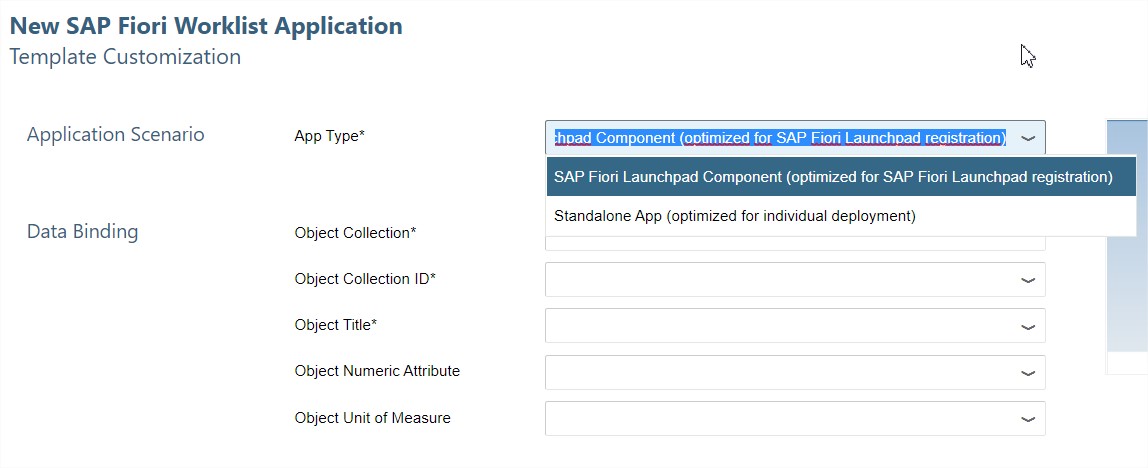 New SAP Fiori Worklist Application
Template Customization
Application Scenario
App Type*
hpad Component (optimized for SAP Fiori Launchpad registration)
SAP Fiori Launchpad Component (optimized for SAP Fiori Launchpad registration)
Standalone App (optimized for individual deployment)
Data Binding
Object Collection*
Object Collection ID*
Object Title*
Object Numeric Attribute
Object Unit of Measure